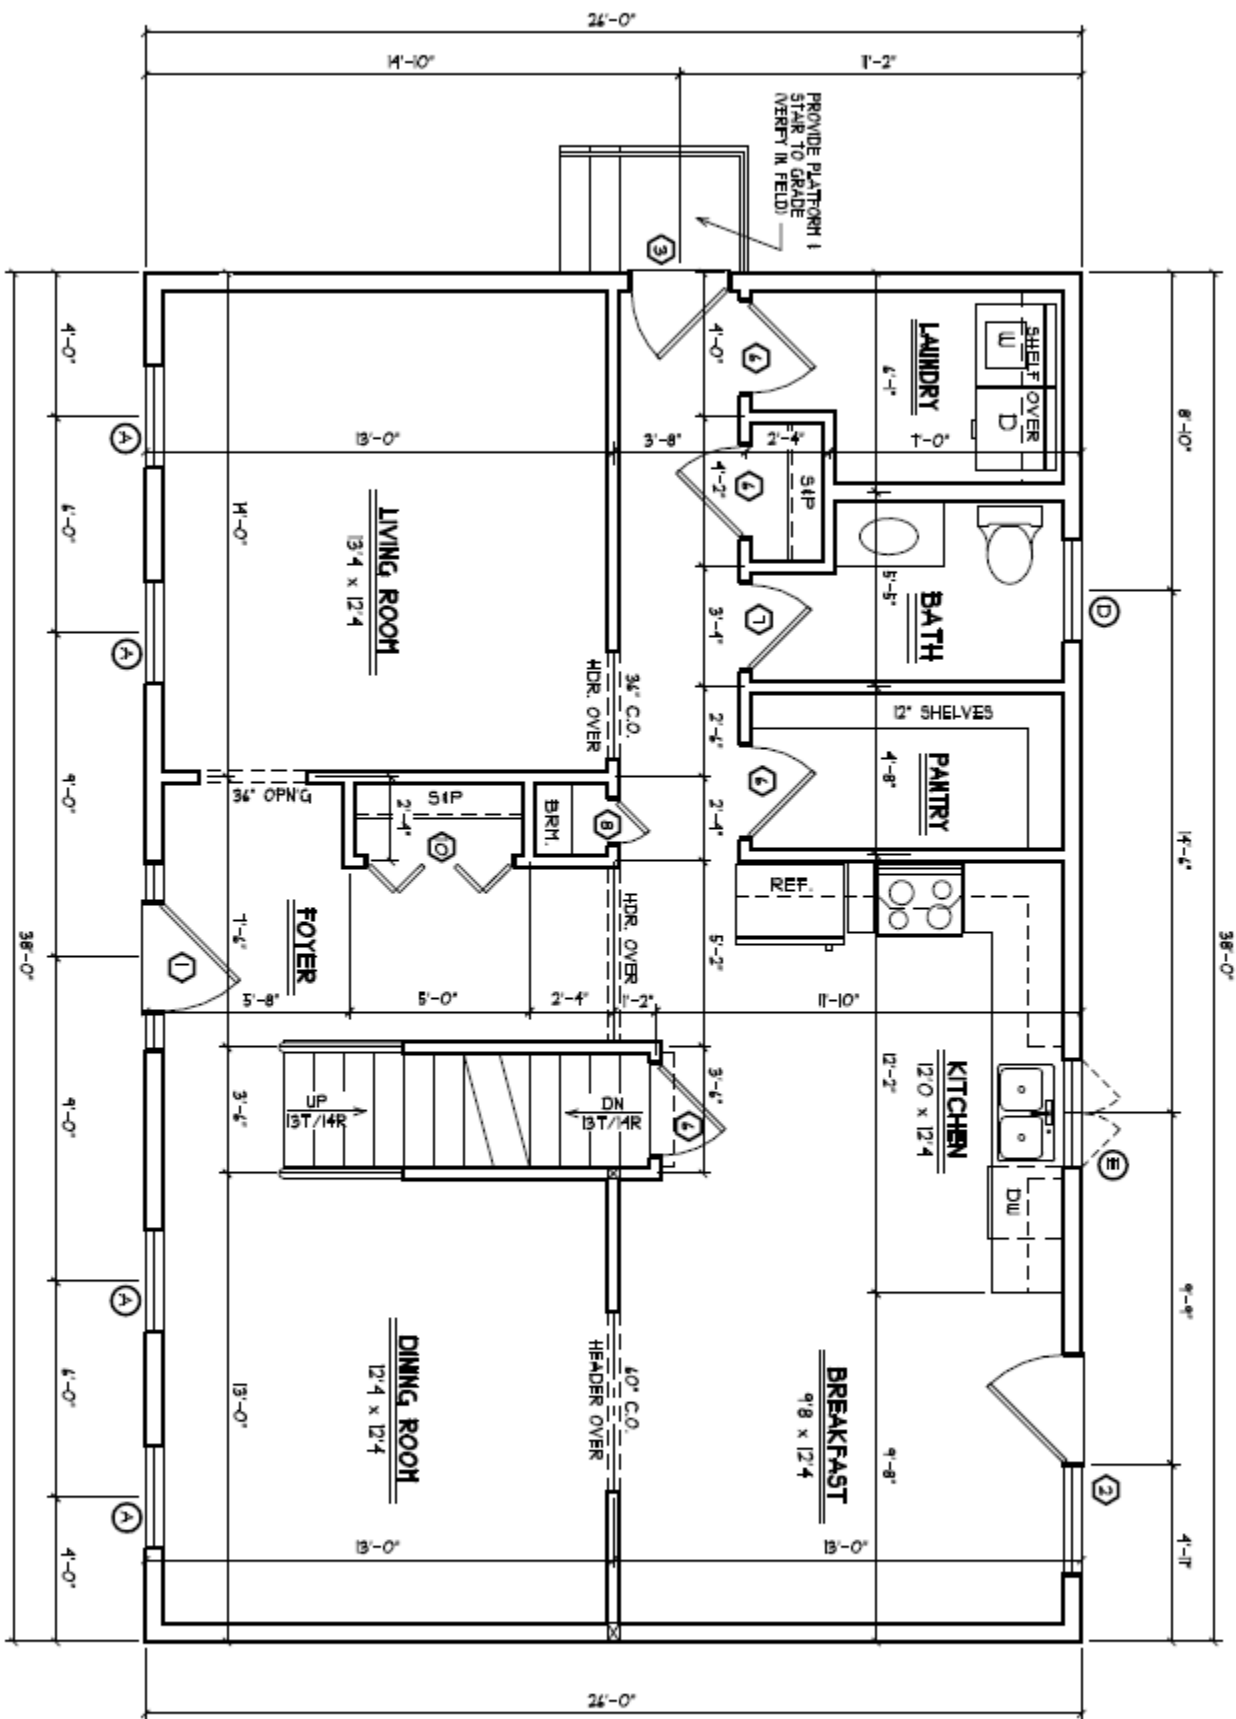 26'-0"
14'-10"
11'-2"
PROVIDE PLATFORM &
STAIR TO GRADE
(VERIFY IN FIELD)
3
38'-0"
8'-10"
14'-6"
9'-9"
4'-11"
LAUNDRY
6'-1"
SHELF OVER
W
D
6
4'-0"
13'-0"
3'-8"
2'-4"
7'-0"
S&P
6
4'-2"
BATH
5'-5"
D
7
3'-4"
LIVING ROOM
13'4 x 12'4
14'-0"
36" C.O.
HDR. OVER
12" SHELVES
PANTRY
4'-8"
6
2'-6"
2'-4"
36" OPN'G
S&P
2'-4"
10
BRM.
8
REF.
HDR. OVER
5'-2"
FOYER
7'-6"
1
5'-8"
5'-0"
2'-4"
1'-2"
11'-10"
KITCHEN
12'0 x 12'4
12'-2"
E
DW
UP
13T/14R
DN
13T/14R
6
3'-6"
3'-6"
DINING ROOM
12'4 x 12'4
13'-0"
60" C.O.
HEADER OVER
BREAKFAST
9'8 x 12'4
9'-8"
2
13'-0"
13'-0"
A
A
A
A
4'-0"
6'-0"
9'-0"
9'-0"
6'-0"
4'-0"
38'-0"
26'-0"